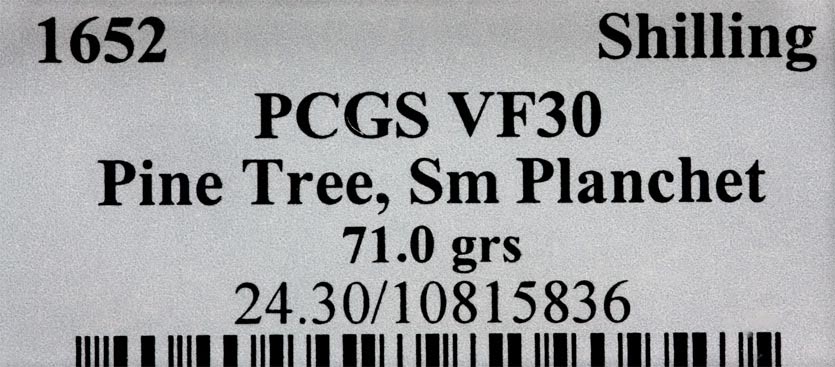 1652 Shilling
PCGS VF30
Pine Tree, Sm Planchet
71.0 grs
24.30/10815836